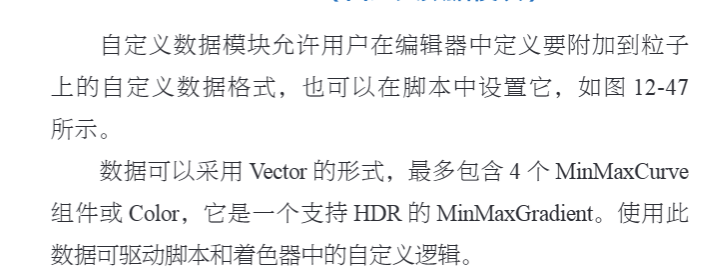 自定义数据模块允许用户在编辑器中定义要附加到粒子
上的自定义数据格式，也可以在脚本中设置它，如图 12-47
所示。
数据可以采用 Vector 的形式，最多包含 4 个 MinMaxCurve
组件或 Color，它是一个支持 HDR 的 MinMaxGradient。使用此
数据可驱动脚本和着色器中的自定义逻辑。